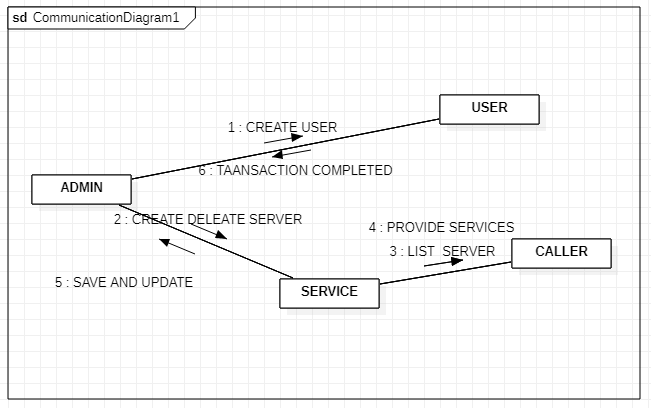 sd CommunicationDiagram1
USER
1 : CREATE USER
6 : TAANSACTION COMPLETED
ADMIN
2 : CREATE DELEATE SERVER
4 : PROVIDE SERVICES
3 : LIST SERVER
CALLER
5 : SAVE AND UPDATE
SERVICE